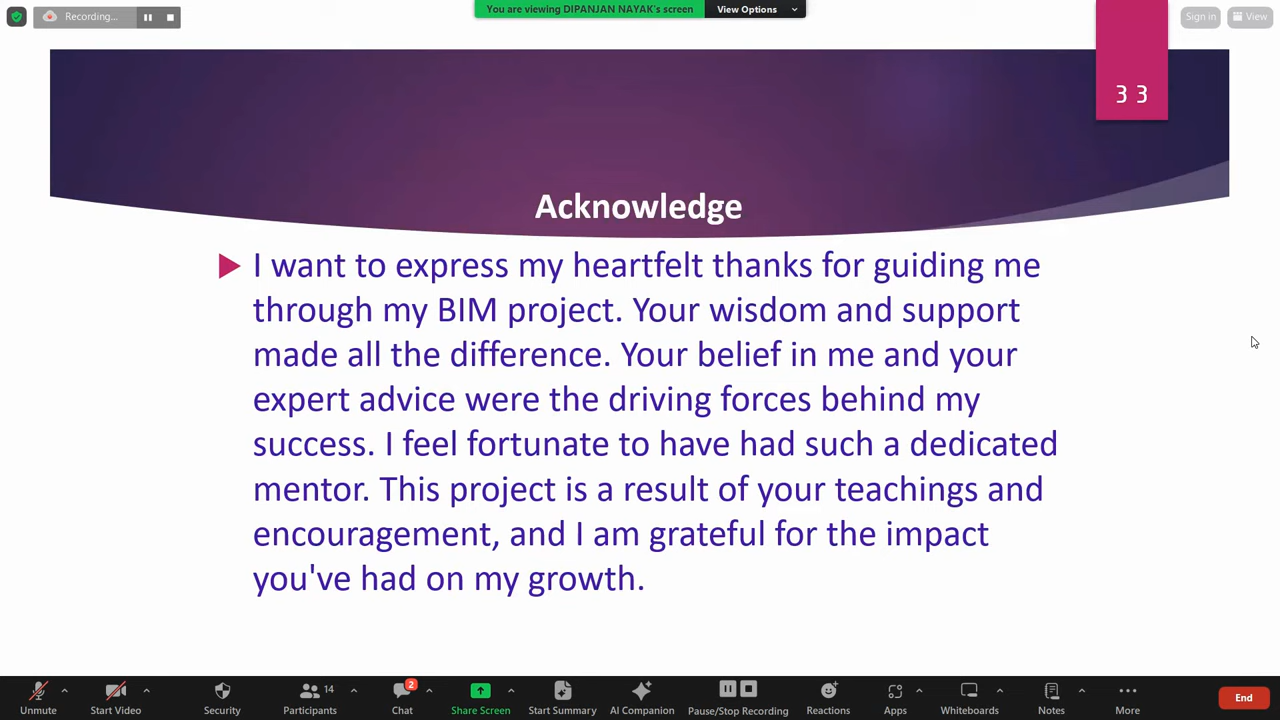 Recording...
You are viewing DIPANJAN NAYAK's screen
View Options
Sign in
View
33
Acknowledge
I want to express my heartfelt thanks for guiding me
through my BIM project. Your wisdom and support
made all the difference. Your belief in me and your
expert advice were the driving forces behind my
success. I feel fortunate to have had such a dedicated
mentor. This project is a result of your teachings and
encouragement, and I am grateful for the impact
you've had on my growth.
Unmute
Start Video
Security
Participants
14
Chat
2
Share Screen
Start Summary
AI Companion
Pause/Stop Recording
Reactions
Apps
Whiteboards
Notes
More
End